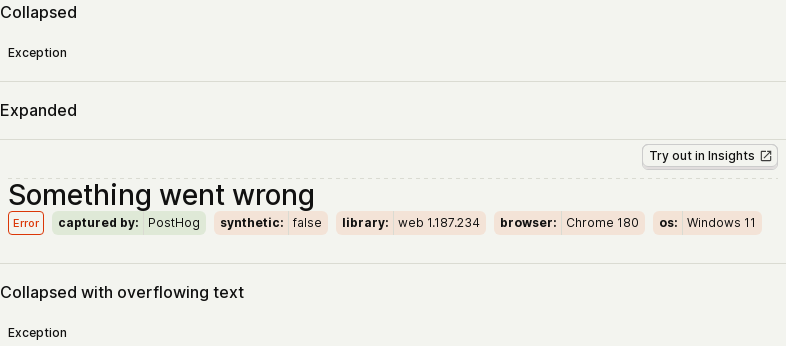 Collapsed
Exception
Expanded
Try out in Insights
Something went wrong
Error captured by: PostHog synthetic: false library: web 1.187.234 browser: Chrome 180 os: Windows 11
Collapsed with overflowing text
Exception